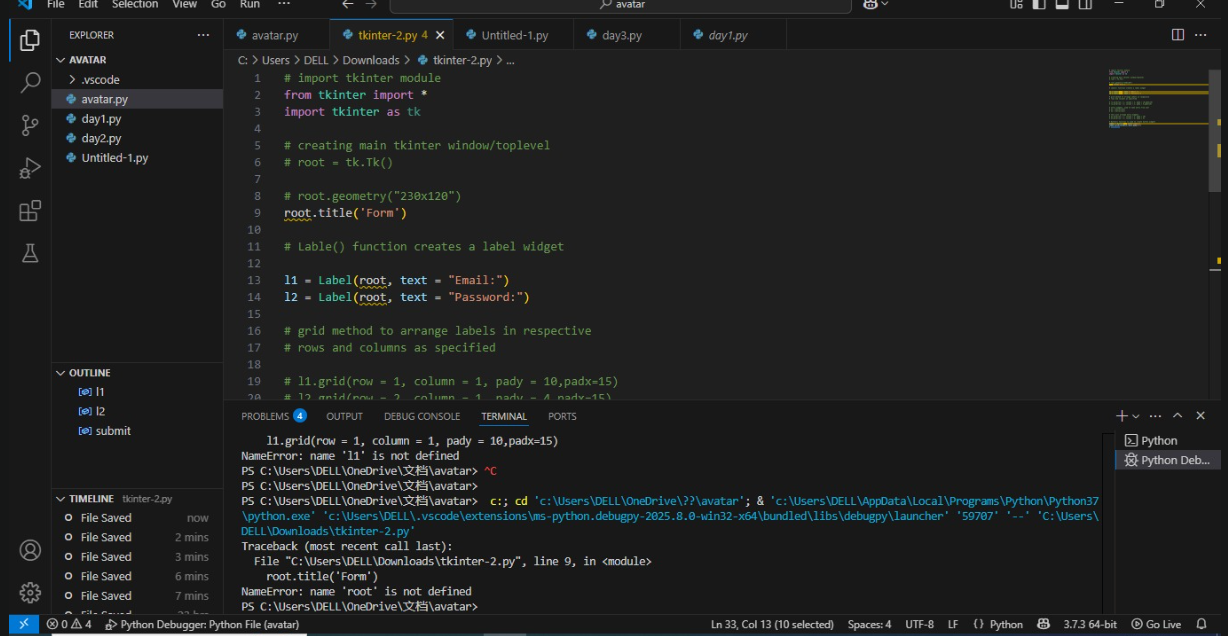 File Edit Selection View Go Run ··· avatar
EXPLORER ···
AVATAR
.vscode
avatar.py
day1.py
day2.py
Untitled-1.py
OUTLINE
l1
l2
submit
TIMELINE tkinter-2.py
File Saved now
File Saved 2 mins
File Saved 3 mins
File Saved 6 mins
File Saved 7 mins
avatar.py tkinter-2.py 4 Untitled-1.py day3.py day1.py
C: > Users > DELL > Downloads > tkinter-2.py > ...
1 # import tkinter module
2 from tkinter import *
3 import tkinter as tk
4
5 # creating main tkinter window/toplevel
6 # root = tk.Tk()
7
8 # root.geometry("230x120")
9 root.title('Form')
10
11 # Lable() function creates a label widget
12
13 l1 = Label(root, text = "Email:")
14 l2 = Label(root, text = "Password:")
15
16 # grid method to arrange labels in respective
17 # rows and columns as specified
18
19 # l1.grid(row = 1, column = 1, pady = 10,padx=15)
20 # l2.grid(row = 2, column = 1, pady = 4,padx=15)
PROBLEMS 4 OUTPUT DEBUG CONSOLE TERMINAL PORTS
l1.grid(row = 1, column = 1, pady = 10,padx=15)
NameError: name 'l1' is not defined
PS C:\Users\DELL\OneDrive\文档\avatar> ^C
PS C:\Users\DELL\OneDrive\文档\avatar>
PS C:\Users\DELL\OneDrive\文档\avatar> c:; cd 'c:\Users\DELL\OneDrive\??\avatar'; & 'c:\Users\DELL\AppData\Local\Programs\Python\Python37
\python.exe' 'c:\Users\DELL\.vscode\extensions\ms-python.debugpy-2025.8.0-win32-x64\bundled\libs\debugpy\launcher' '59707' '--' 'C:\Users\
DELL\Downloads\tkinter-2.py'
Traceback (most recent call last):
File "C:\Users\DELL\Downloads\tkinter-2.py", line 9, in <module>
root.title('Form')
NameError: name 'root' is not defined
PS C:\Users\DELL\OneDrive\文档\avatar>
Python
Python Deb...
0 4 Python Debugger: Python File (avatar) Ln 33, Col 13 (10 selected) Spaces: 4 UTF-8 LF {} Python 3.7.3 64-bit Go Live